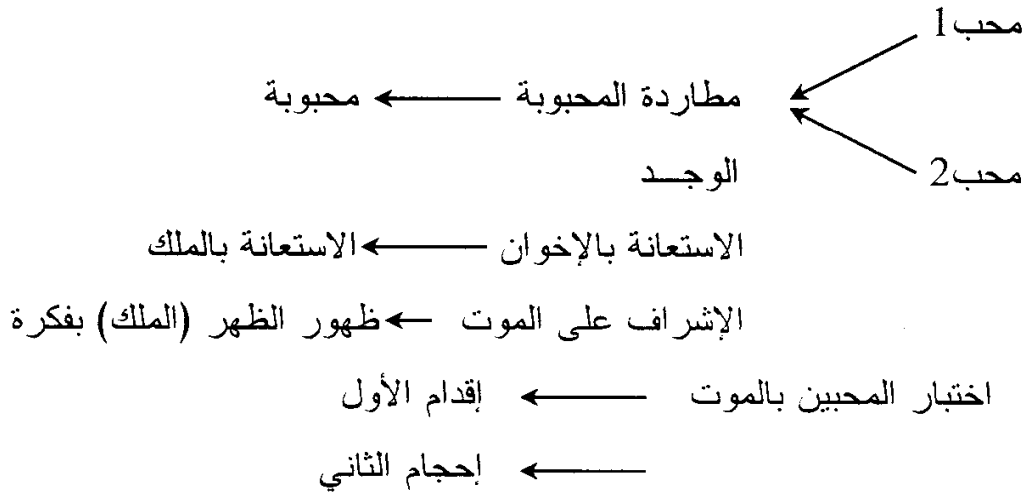 محب1
مطاردة المحبوبة ← محبوبة
محب2
الوجـــد
الاستعانة بالإخوان ← الاستعانة بالملك
الإشراف على الموت ← ظهور الظهر (الملك) بفكرة
اختبار المحبين بالموت ← إقدام الأول
← إحجام الثاني